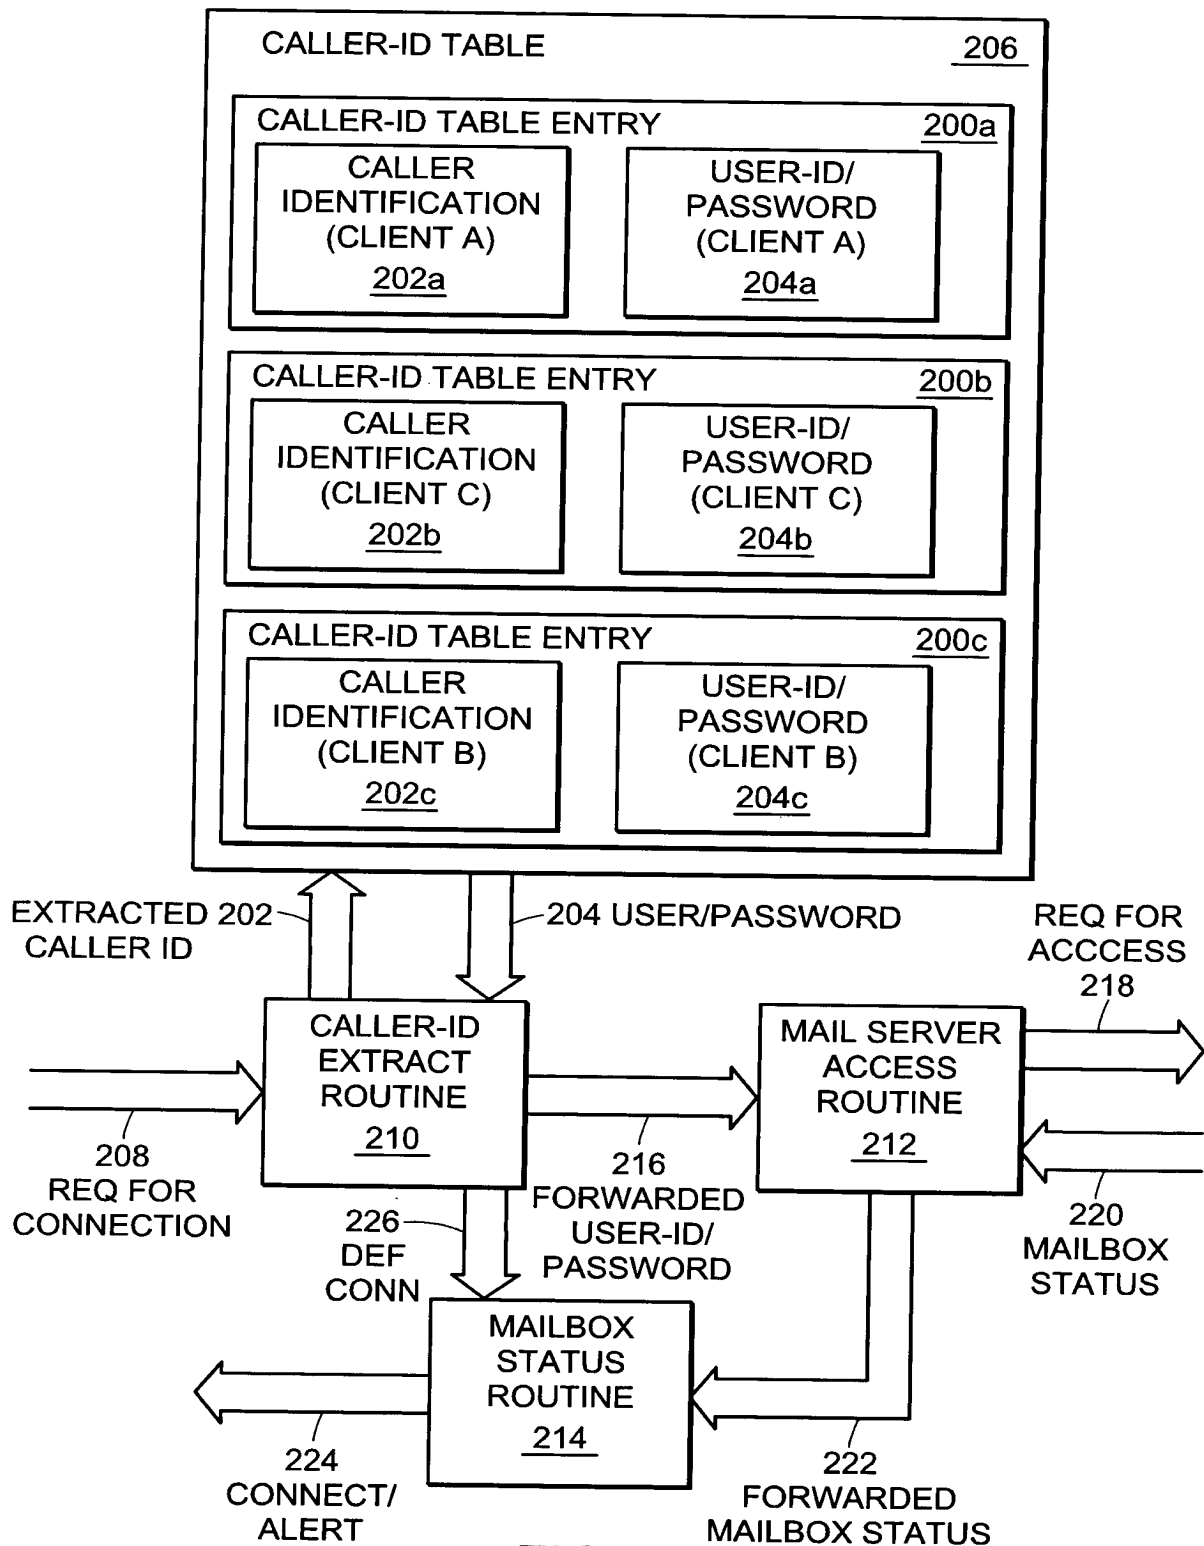 CALLER-ID TABLE 206
CALLER-ID TABLE ENTRY 200a
CALLER
IDENTIFICATION
(CLIENT A)
202a
USER-ID/
PASSWORD
(CLIENT A)
204a
CALLER-ID TABLE ENTRY 200b
CALLER
IDENTIFICATION
(CLIENT C)
202b
USER-ID/
PASSWORD
(CLIENT C)
204b
CALLER-ID TABLE ENTRY 200c
CALLER
IDENTIFICATION
(CLIENT B)
202c
USER-ID/
PASSWORD
(CLIENT B)
204c
EXTRACTED 202
CALLER ID
204 USER/PASSWORD
REQ FOR
ACCCESS
218
CALLER-ID
EXTRACT
ROUTINE
210
MAIL SERVER
ACCESS
ROUTINE
212
208
REQ FOR
CONNECTION
216
FORWARDED
USER-ID/
PASSWORD
220
MAILBOX
STATUS
226
DEF
CONN
MAILBOX
STATUS
ROUTINE
214
224
CONNECT/
ALERT
222
FORWARDED
MAILBOX STATUS